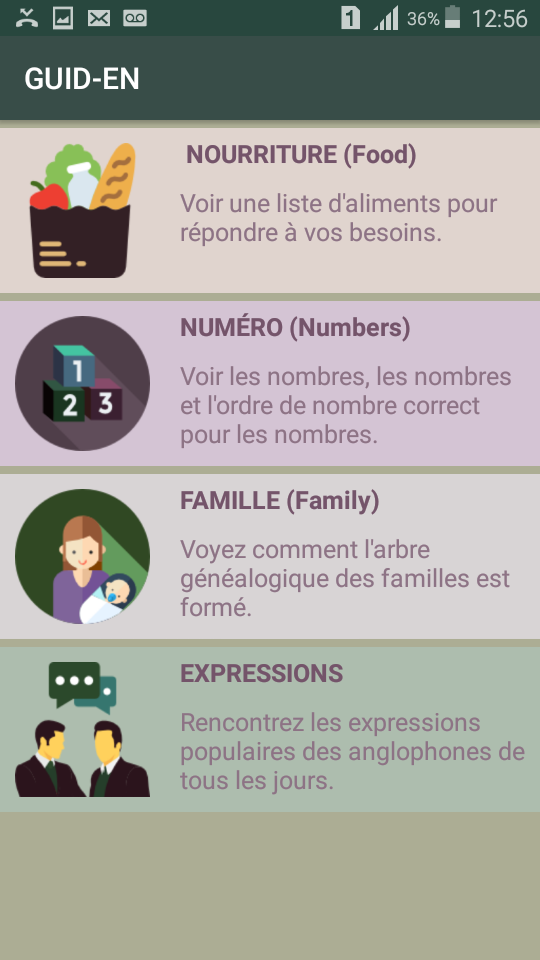 1 36% 12:56
GUID-EN
NOURRITURE (Food)
Voir une liste d'aliments pour
répondre à vos besoins.
1
2 3
NUMÉRO (Numbers)
Voir les nombres, les nombres
et l'ordre de nombre correct
pour les nombres.
FAMILLE (Family)
Voyez comment l'arbre
généalogique des familles est
formé.
EXPRESSIONS
Rencontrez les expressions
populaires des anglophones de
tous les jours.